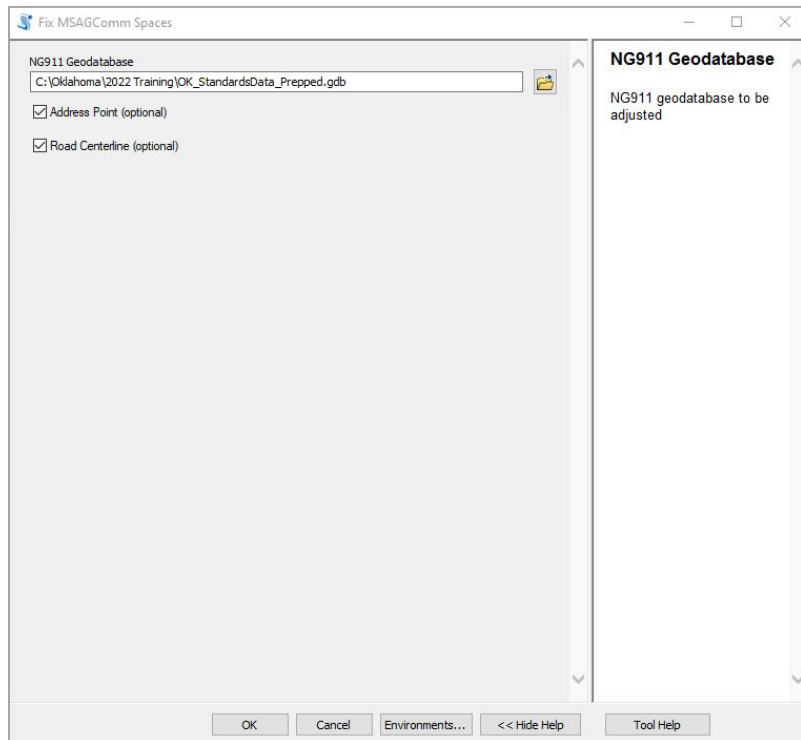 Fix MSAGComm Spaces
NG911 Geodatabase
C:\Oklahoma\2022 Training\OK_StandardsData_Prepped.gdb
Address Point (optional)
Road Centerline (optional)
NG911 Geodatabase
NG911 geodatabase to be
adjusted
OK
Cancel
Environments...
<< Hide Help
Tool Help